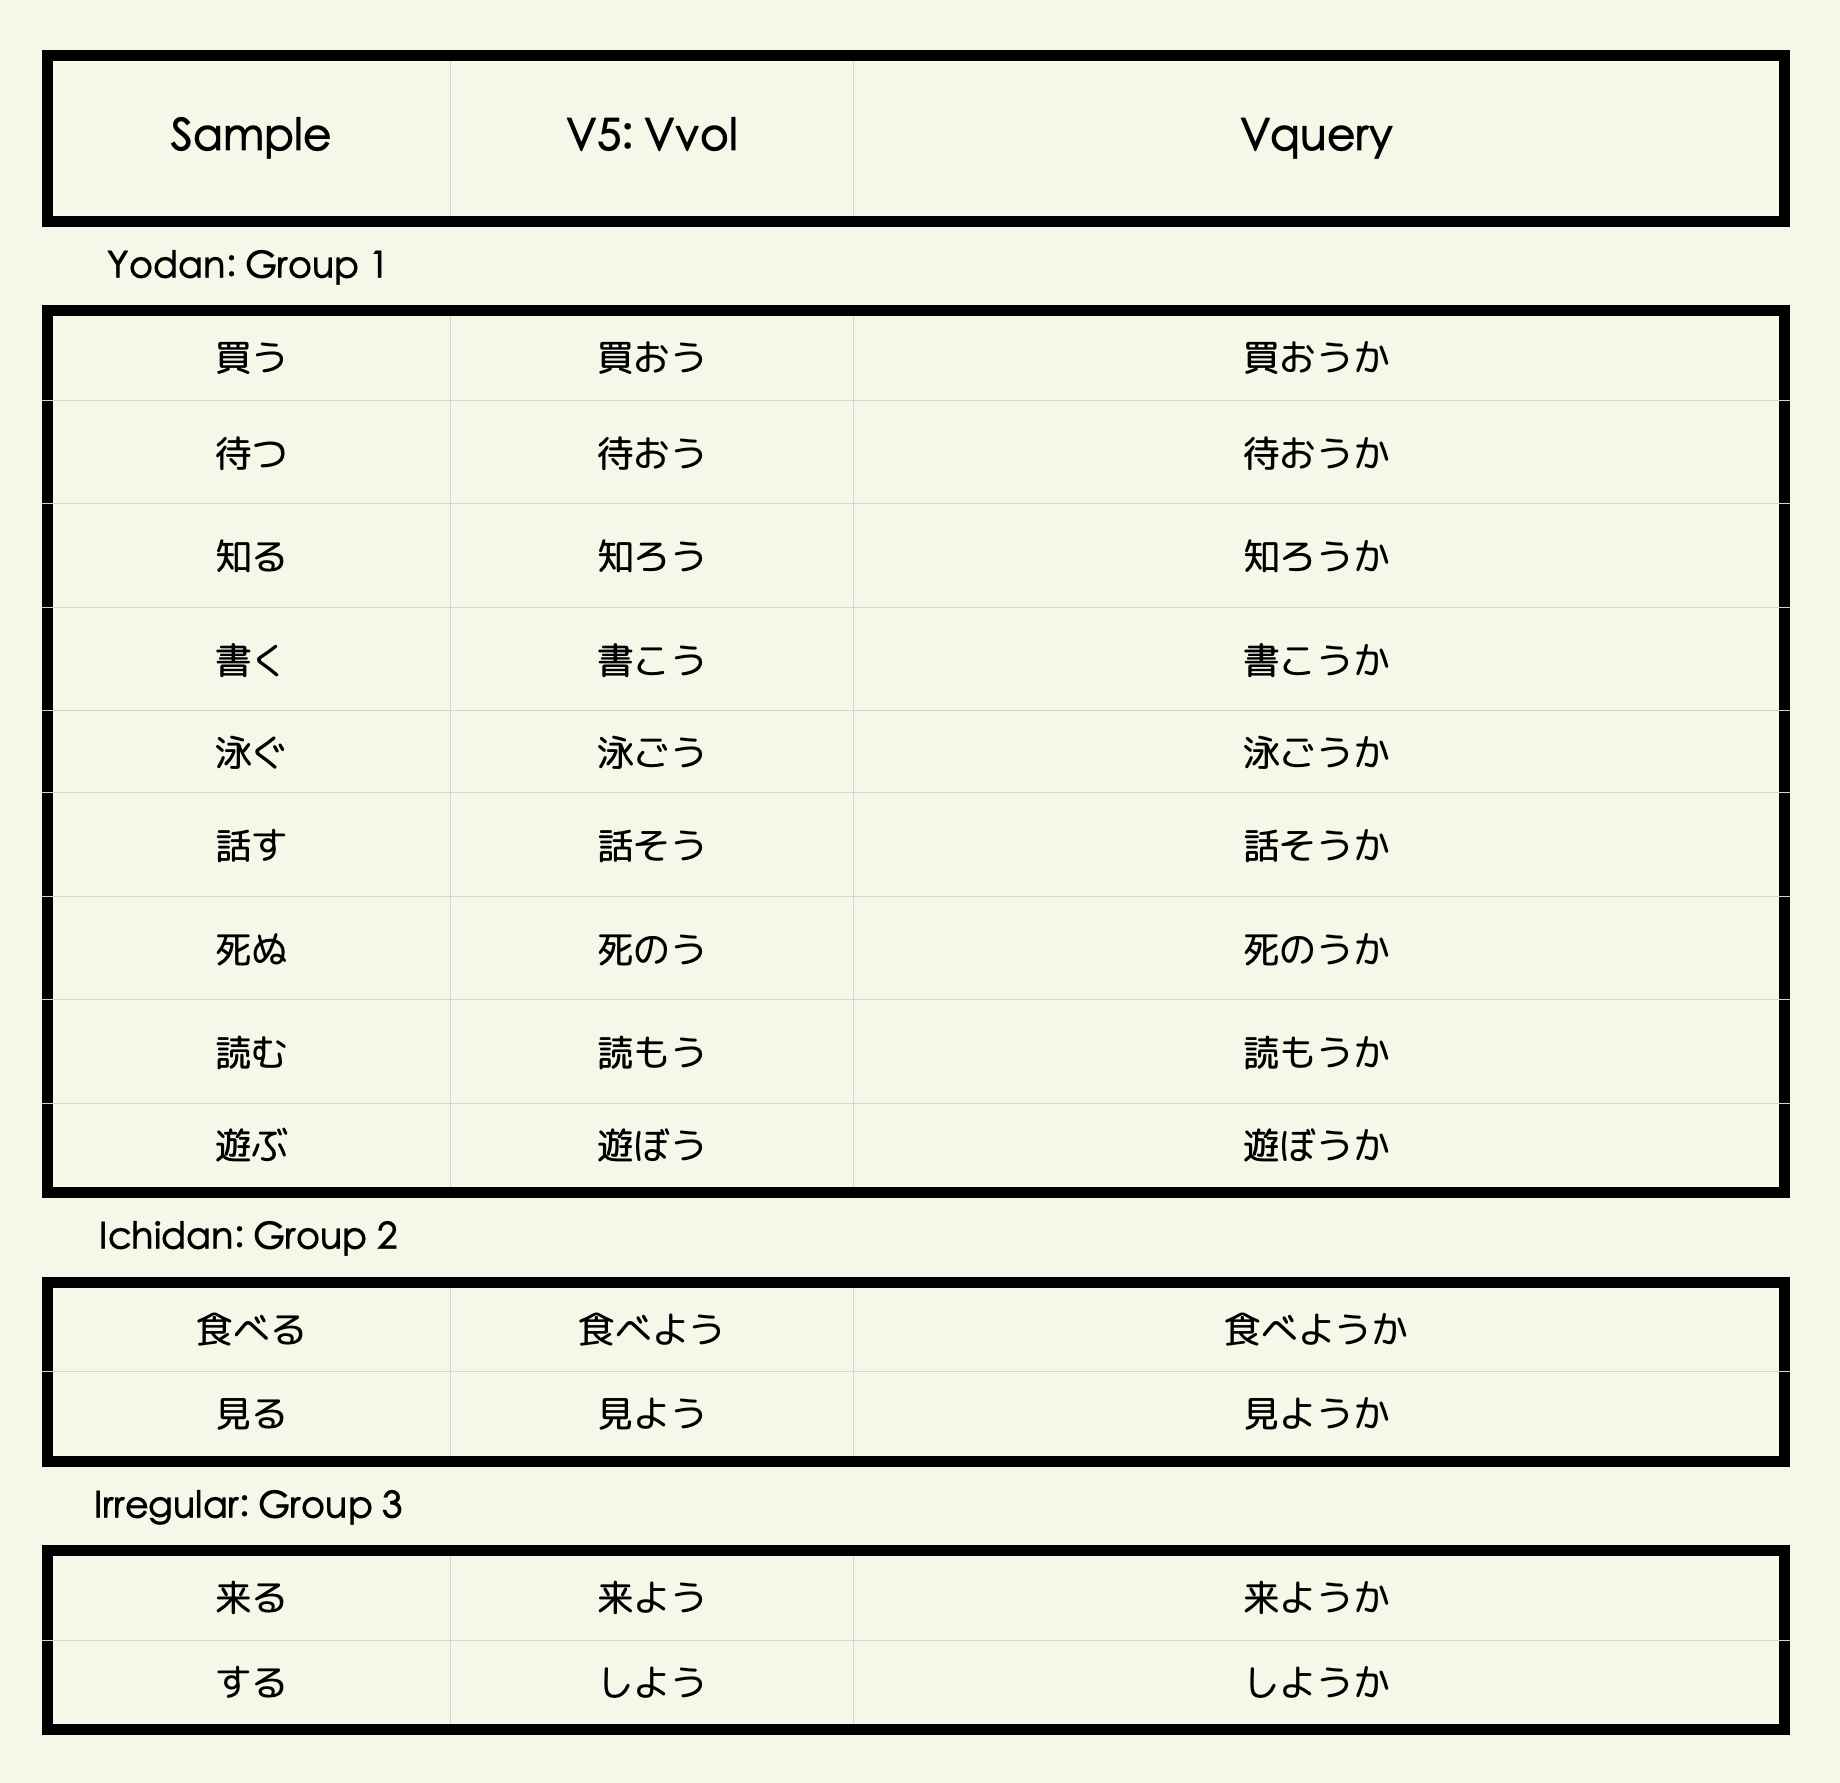 Sample V5: Vvol Vquery
Yodan: Group 1
買う 買おう 買おうか
待つ 待おう 待おうか
知る 知ろう 知ろうか
書く 書こう 書こうか
泳ぐ 泳ごう 泳ごうか
話す 話そう 話そうか
死ぬ 死のう 死のうか
読む 読もう 読もうか
遊ぶ 遊ぼう 遊ぼうか
Ichidan: Group 2
食べる 食べよう 食べようか
見る 見よう 見ようか
Irregular: Group 3
来る 来よう 来ようか
する しよう しようか